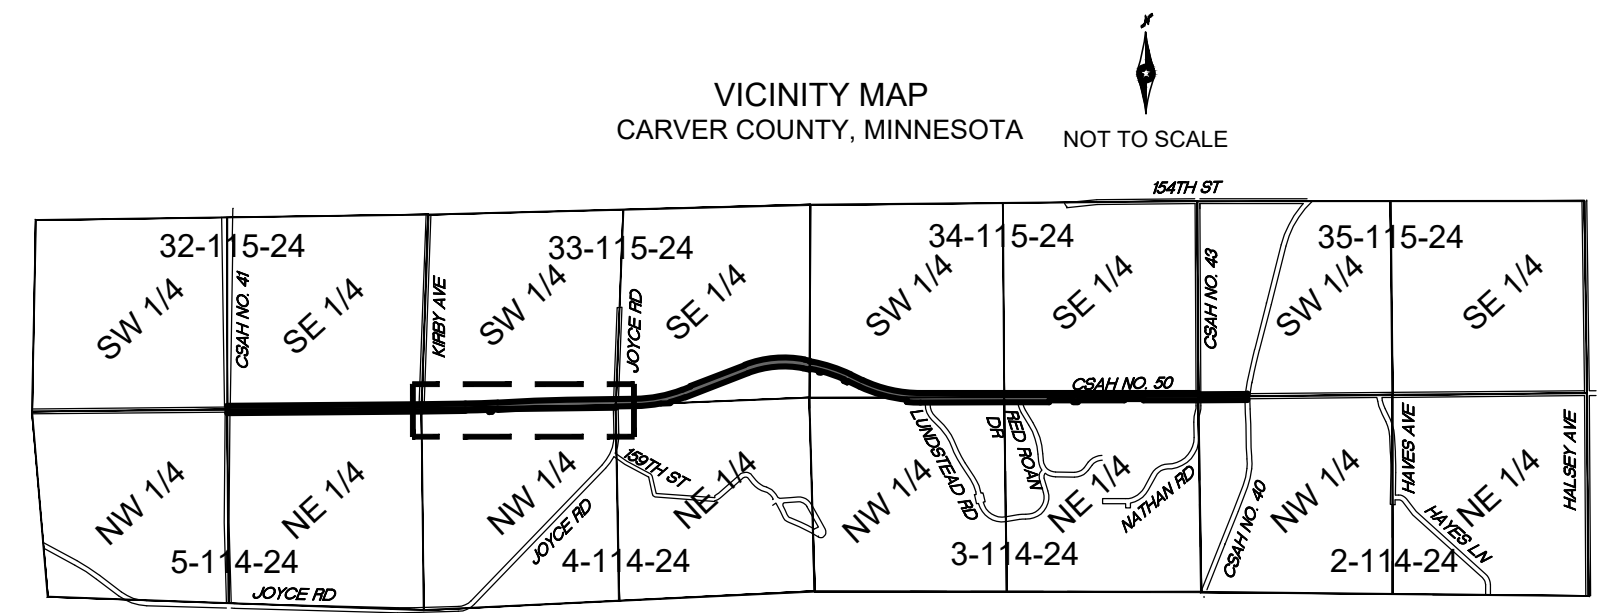 N
VICINITY MAP
CARVER COUNTY, MINNESOTA
NOT TO SCALE
154TH ST
32-115-24
33-115-24
34-115-24
35-115-24
SW 1/4
CSAH NO. 41
SE 1/4
KIRBY AVE
SW 1/4
JOYCE RD
SE 1/4
SW 1/4
SE 1/4
CSAH NO. 43
SW 1/4
SE 1/4
CSAH NO. 50
NW 1/4
NE 1/4
NW 1/4
159TH ST
NE 1/4
NW 1/4
LUNDSTEAD RD
RED ROAN
DR
NE 1/4
NATHAN RD
CSAH NO. 40
NW 1/4
HAYES AVE
NE 1/4
HALSEY AVE
JOYCE RD
HAYES LN
5-114-24
4-114-24
3-114-24
2-114-24
JOYCE RD